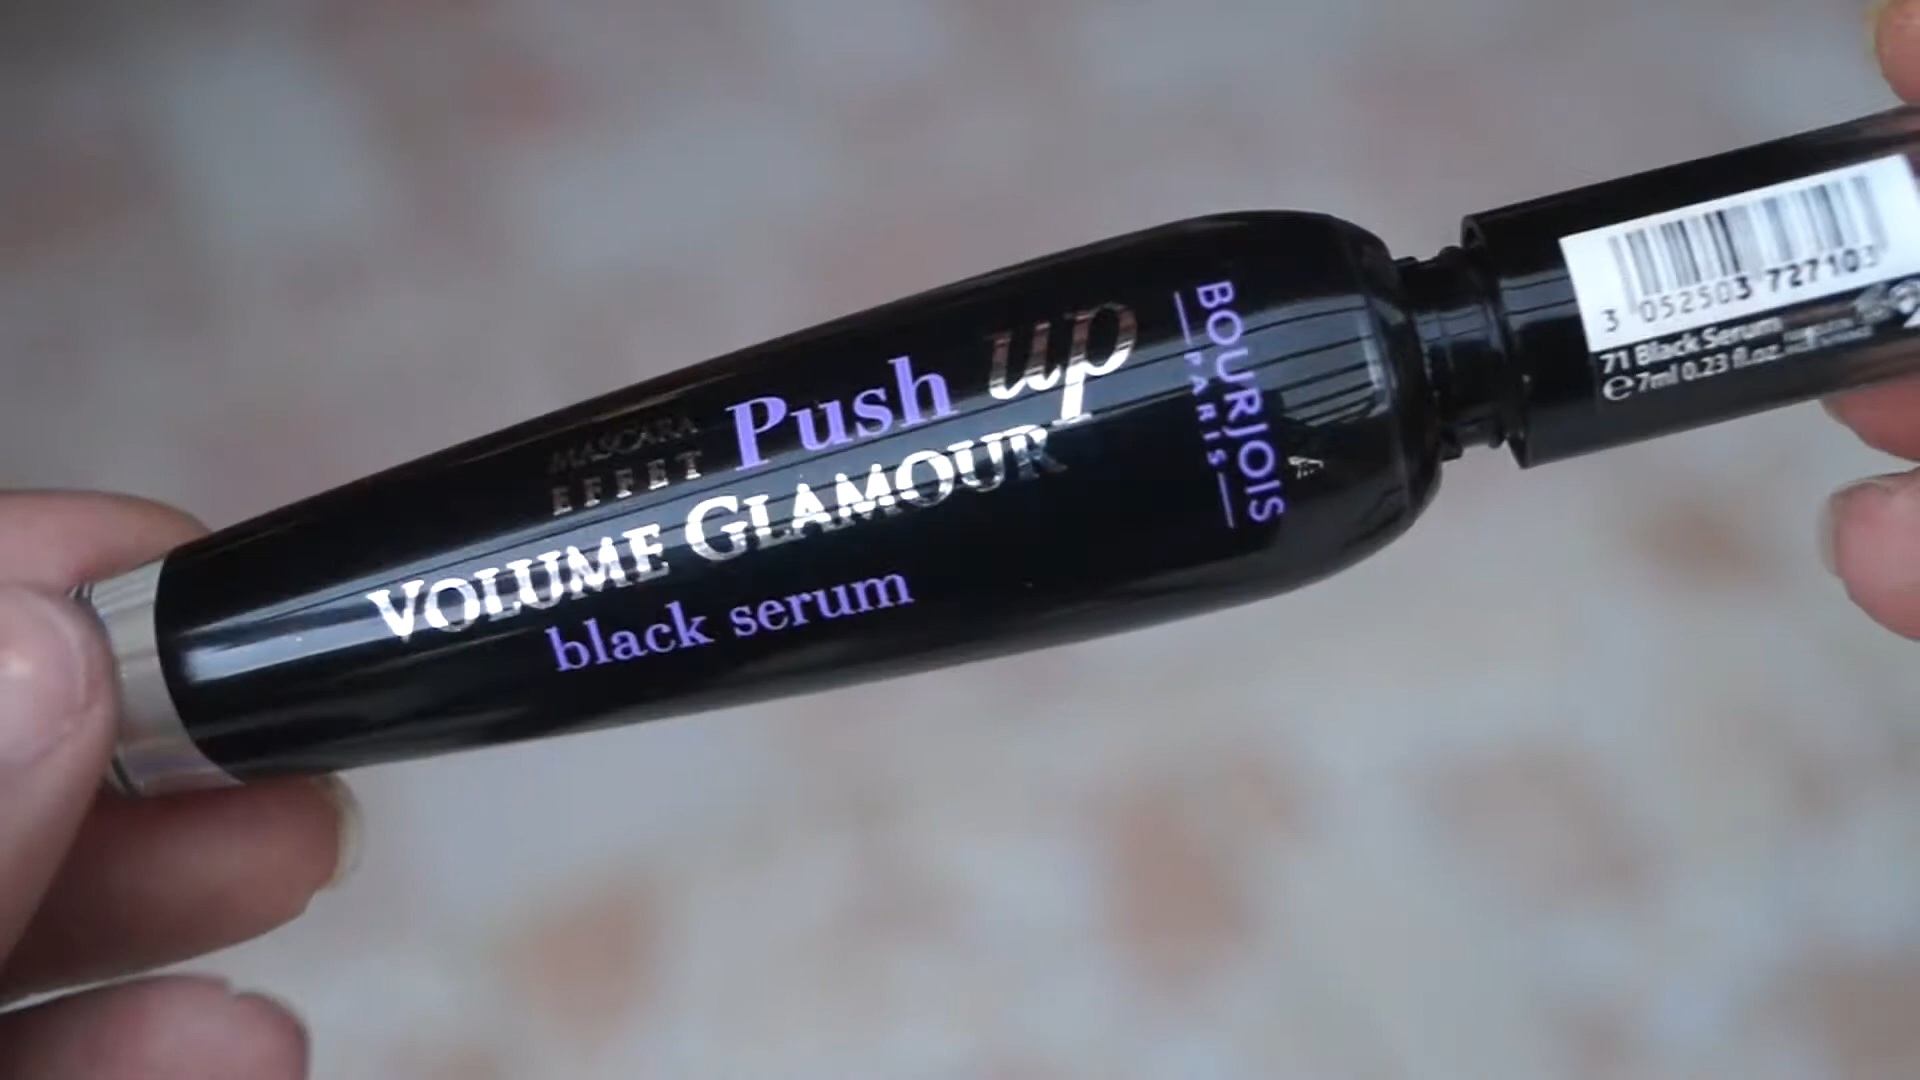 MASCARA
EFFET Push up
VOLUME GLAMOUR
black serum
BOURJOIS
PARIS
3 052503 727103
71 Black Serum
e 7ml 0.23 fl.oz.